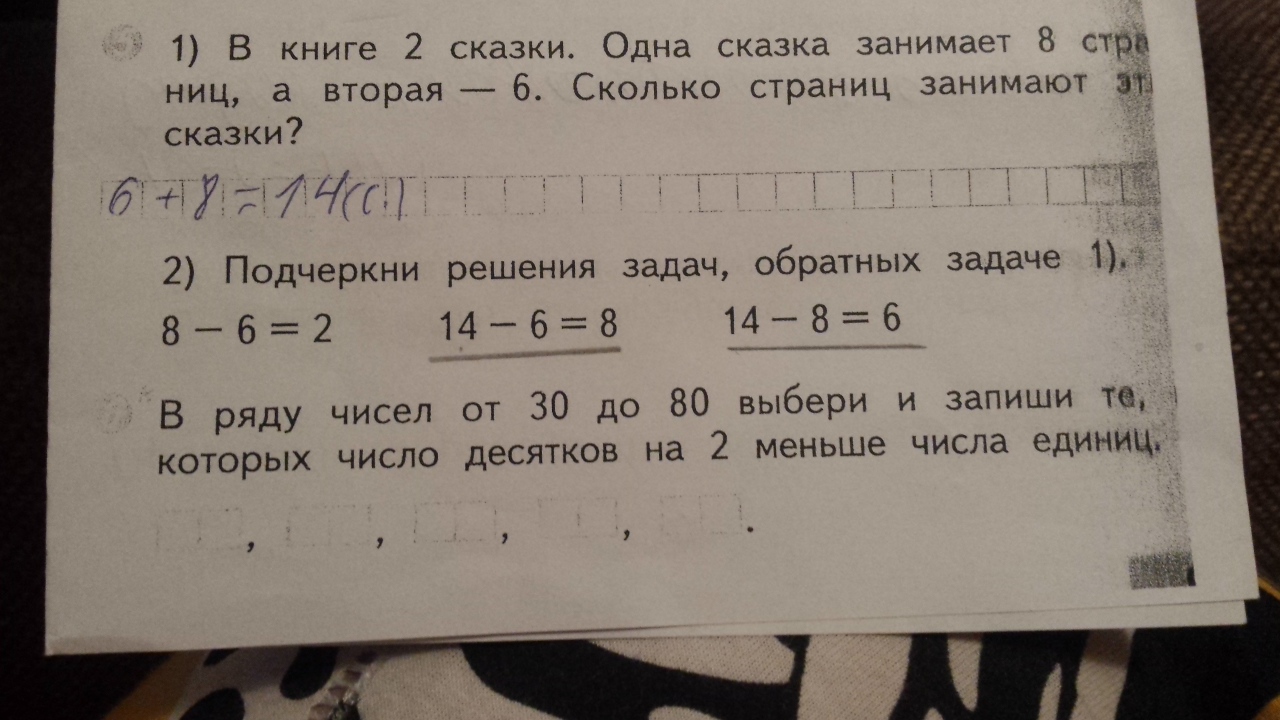 1) В книге 2 сказки. Одна сказка занимает 8 стра
ниц, а вторая — 6. Сколько страниц занимают эт
сказки?
6 + 8 = 14(с.)
2) Подчеркни решения задач, обратных задаче 1).
8 − 6 = 2 14 − 6 = 8 14 − 8 = 6
В ряду чисел от 30 до 80 выбери и запиши те,
которых число десятков на 2 меньше числа единиц.
, , , , .